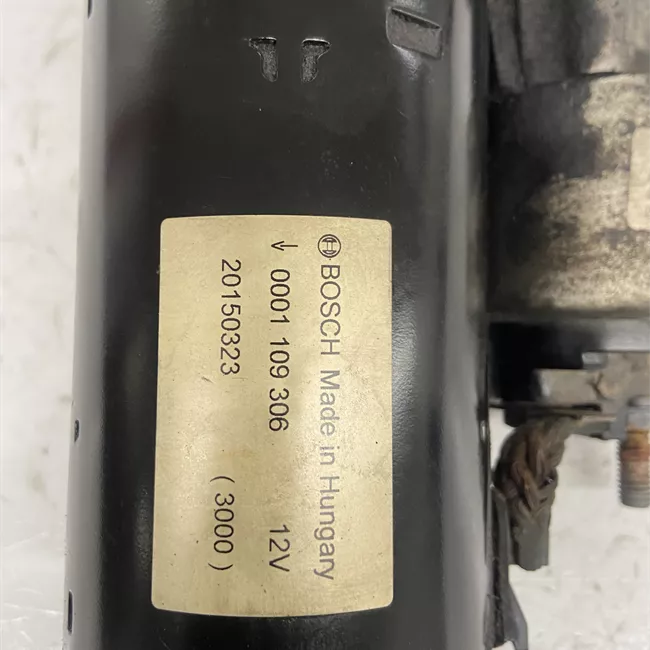 BOSCH Made in Hungary
0001 109 306 12V
20150323 (3000)